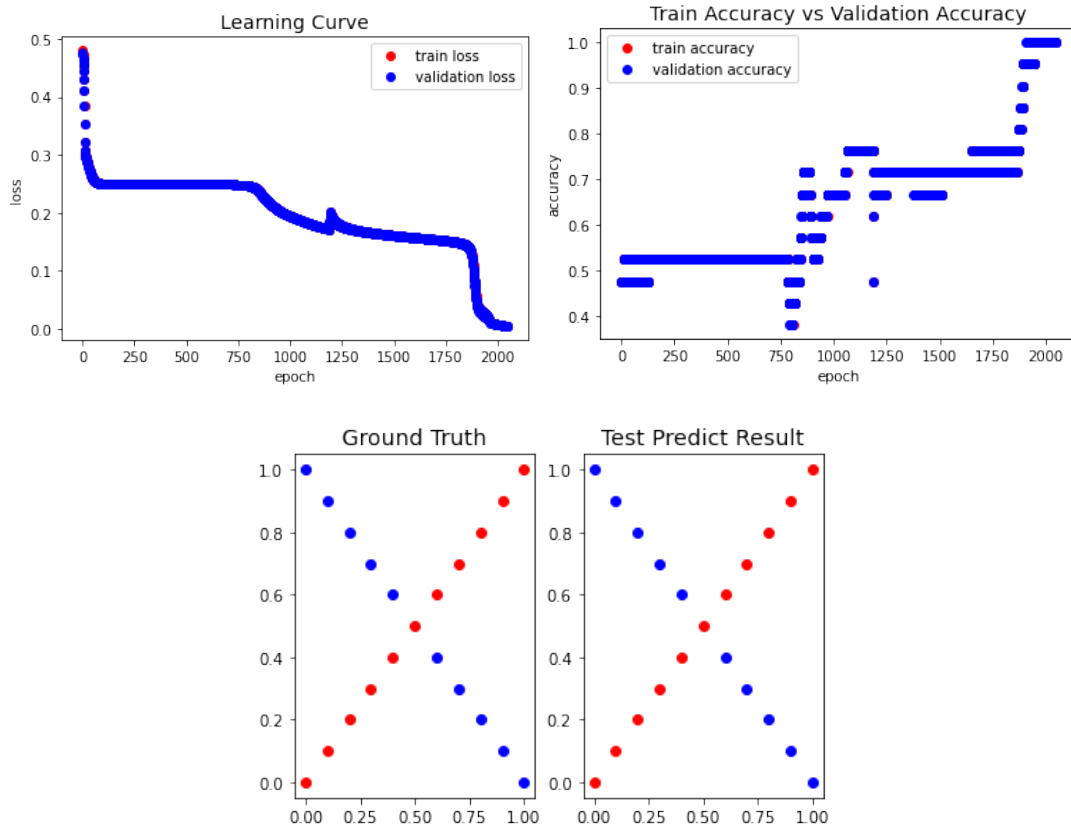 Learning Curve
0.5
0.4
0.3
0.2
0.1
0.0
loss
train loss
validation loss
0 250 500 750 1000 1250 1500 1750 2000
epoch
Train Accuracy vs Validation Accuracy
1.0
0.9
0.8
0.7
0.6
0.5
0.4
accuracy
train accuracy
validation accuracy
0 250 500 750 1000 1250 1500 1750 2000
epoch
Ground Truth
1.0
0.8
0.6
0.4
0.2
0.0
0.00 0.25 0.50 0.75 1.00
Test Predict Result
1.0
0.8
0.6
0.4
0.2
0.0
0.00 0.25 0.50 0.75 1.00